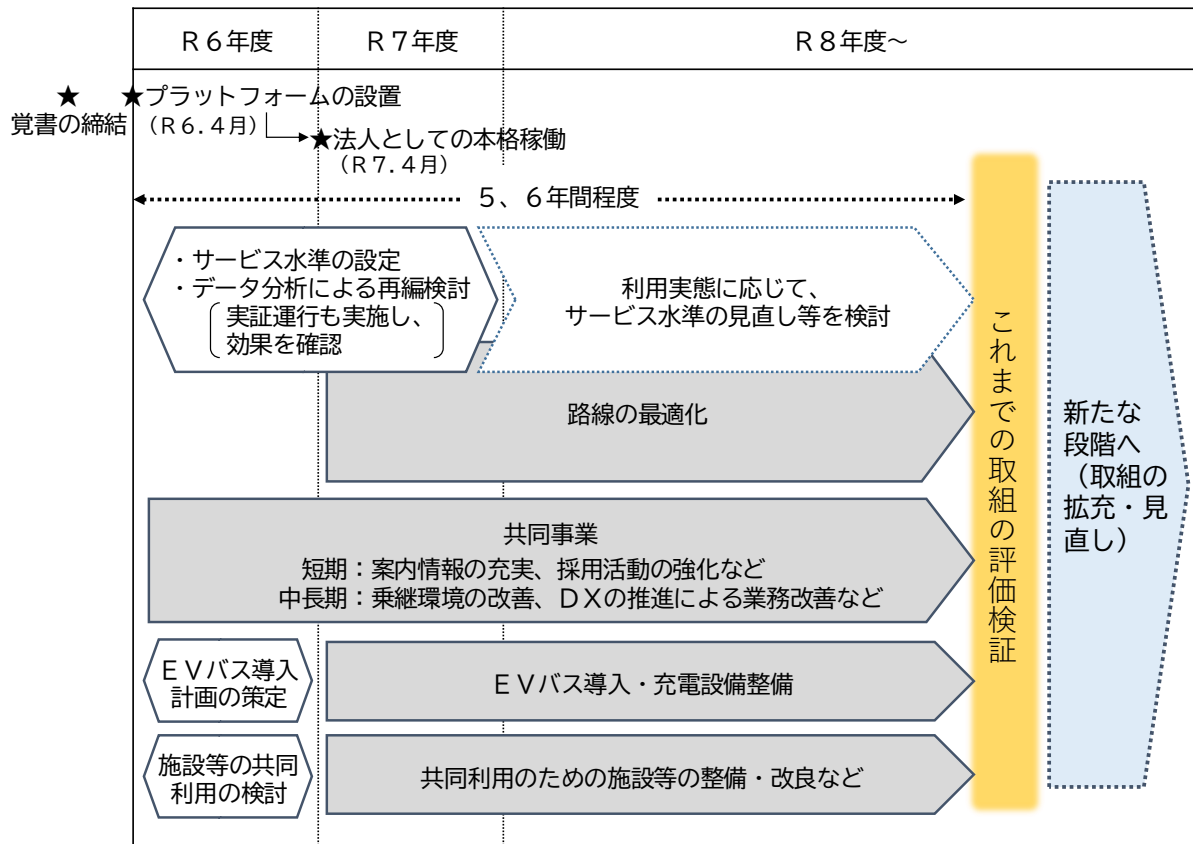 Ｒ６年度
Ｒ７年度
Ｒ８年度～
★ ★プラットフォームの設置
覚書の締結
（Ｒ６.４月）
★法人としての本格稼働
（Ｒ７.４月）
５、６年間程度
・サービス水準の設定
・データ分析による再編検討
実証運行も実施し、
効果を確認
利用実態に応じて、
サービス水準の見直し等を検討
路線の最適化
共同事業
短期：案内情報の充実、採用活動の強化など
中長期：乗継環境の改善、ＤＸの推進による業務改善など
ＥＶバス導入
計画の策定
ＥＶバス導入・充電設備整備
施設等の共同
利用の検討
共同利用のための施設等の整備・改良など
これまでの取組の評価検証
新たな
段階へ
（取組の
拡充・見
直し）